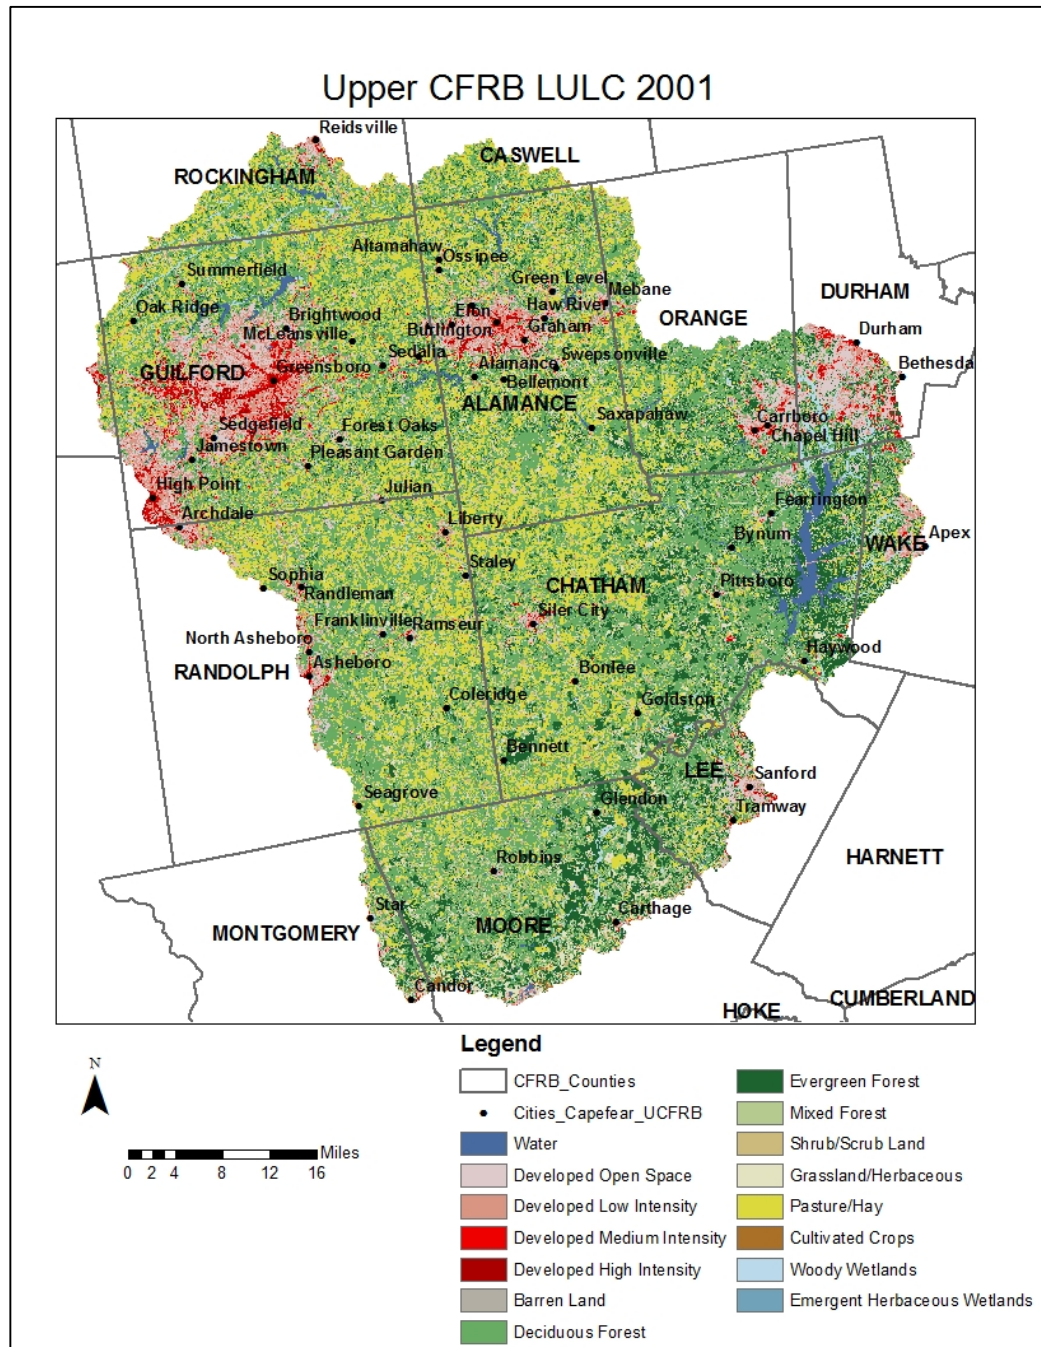 Upper CFRB LULC 2001
Reidsville
CASWELL
ROCKINGHAM
Altamahaw
Ossipee
Summerfield
Green Level
Mebane
DURHAM
Oak Ridge
Brightwood
Elon
Haw River
ORANGE
McLeansville
Burlington
Graham
Durham
Sedalia
Swepsonville
Bethesda
GUILFORD
Greensboro
Alamance
Bellemont
ALAMANCE
Saxapahaw
Carrboro
Sedgefield
Forest Oaks
Chapel Hill
Jamestown
Pleasant Garden
High Point
Julian
Fearrington
Archdale
Liberty
Bynum
WAKE
Apex
Staley
Sophia
CHATHAM
Pittsboro
Randleman
Siler City
Franklinville
Ramseur
North Asheboro
Haywood
RANDOLPH
Asheboro
Bonlee
Coleridge
Goldston
Bennett
LEE
Sanford
Seagrove
Glendon
Tramway
Robbins
HARNETT
Star
Carthage
MONTGOMERY
MOORE
Candor
CUMBERLAND
HOKE
Legend
N
CFRB_Counties
Cities_Capefear_UCFRB
Water
Developed Open Space
Developed Low Intensity
Developed Medium Intensity
Developed High Intensity
Barren Land
Deciduous Forest
Evergreen Forest
Mixed Forest
Shrub/Scrub Land
Grassland/Herbaceous
Pasture/Hay
Cultivated Crops
Woody Wetlands
Emergent Herbaceous Wetlands
Miles
0 2 4 8 12 16